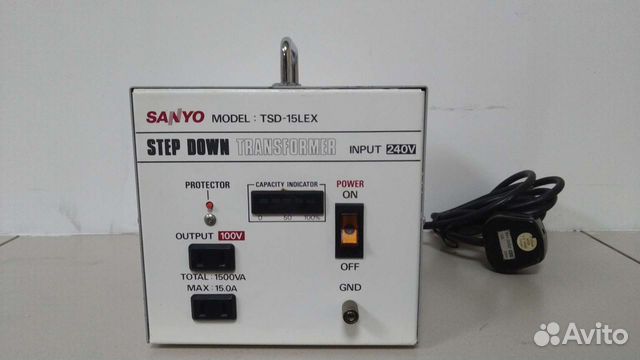 SANYO MODEL : TSD-15LEX
STEP DOWN TRANSFORMER INPUT 240V
PROTECTOR
CAPACITY INDICATOR
0 50 100%
POWER
ON
OFF
OUTPUT 100V
TOTAL: 1500VA
MAX: 15.0A
GND
Avito